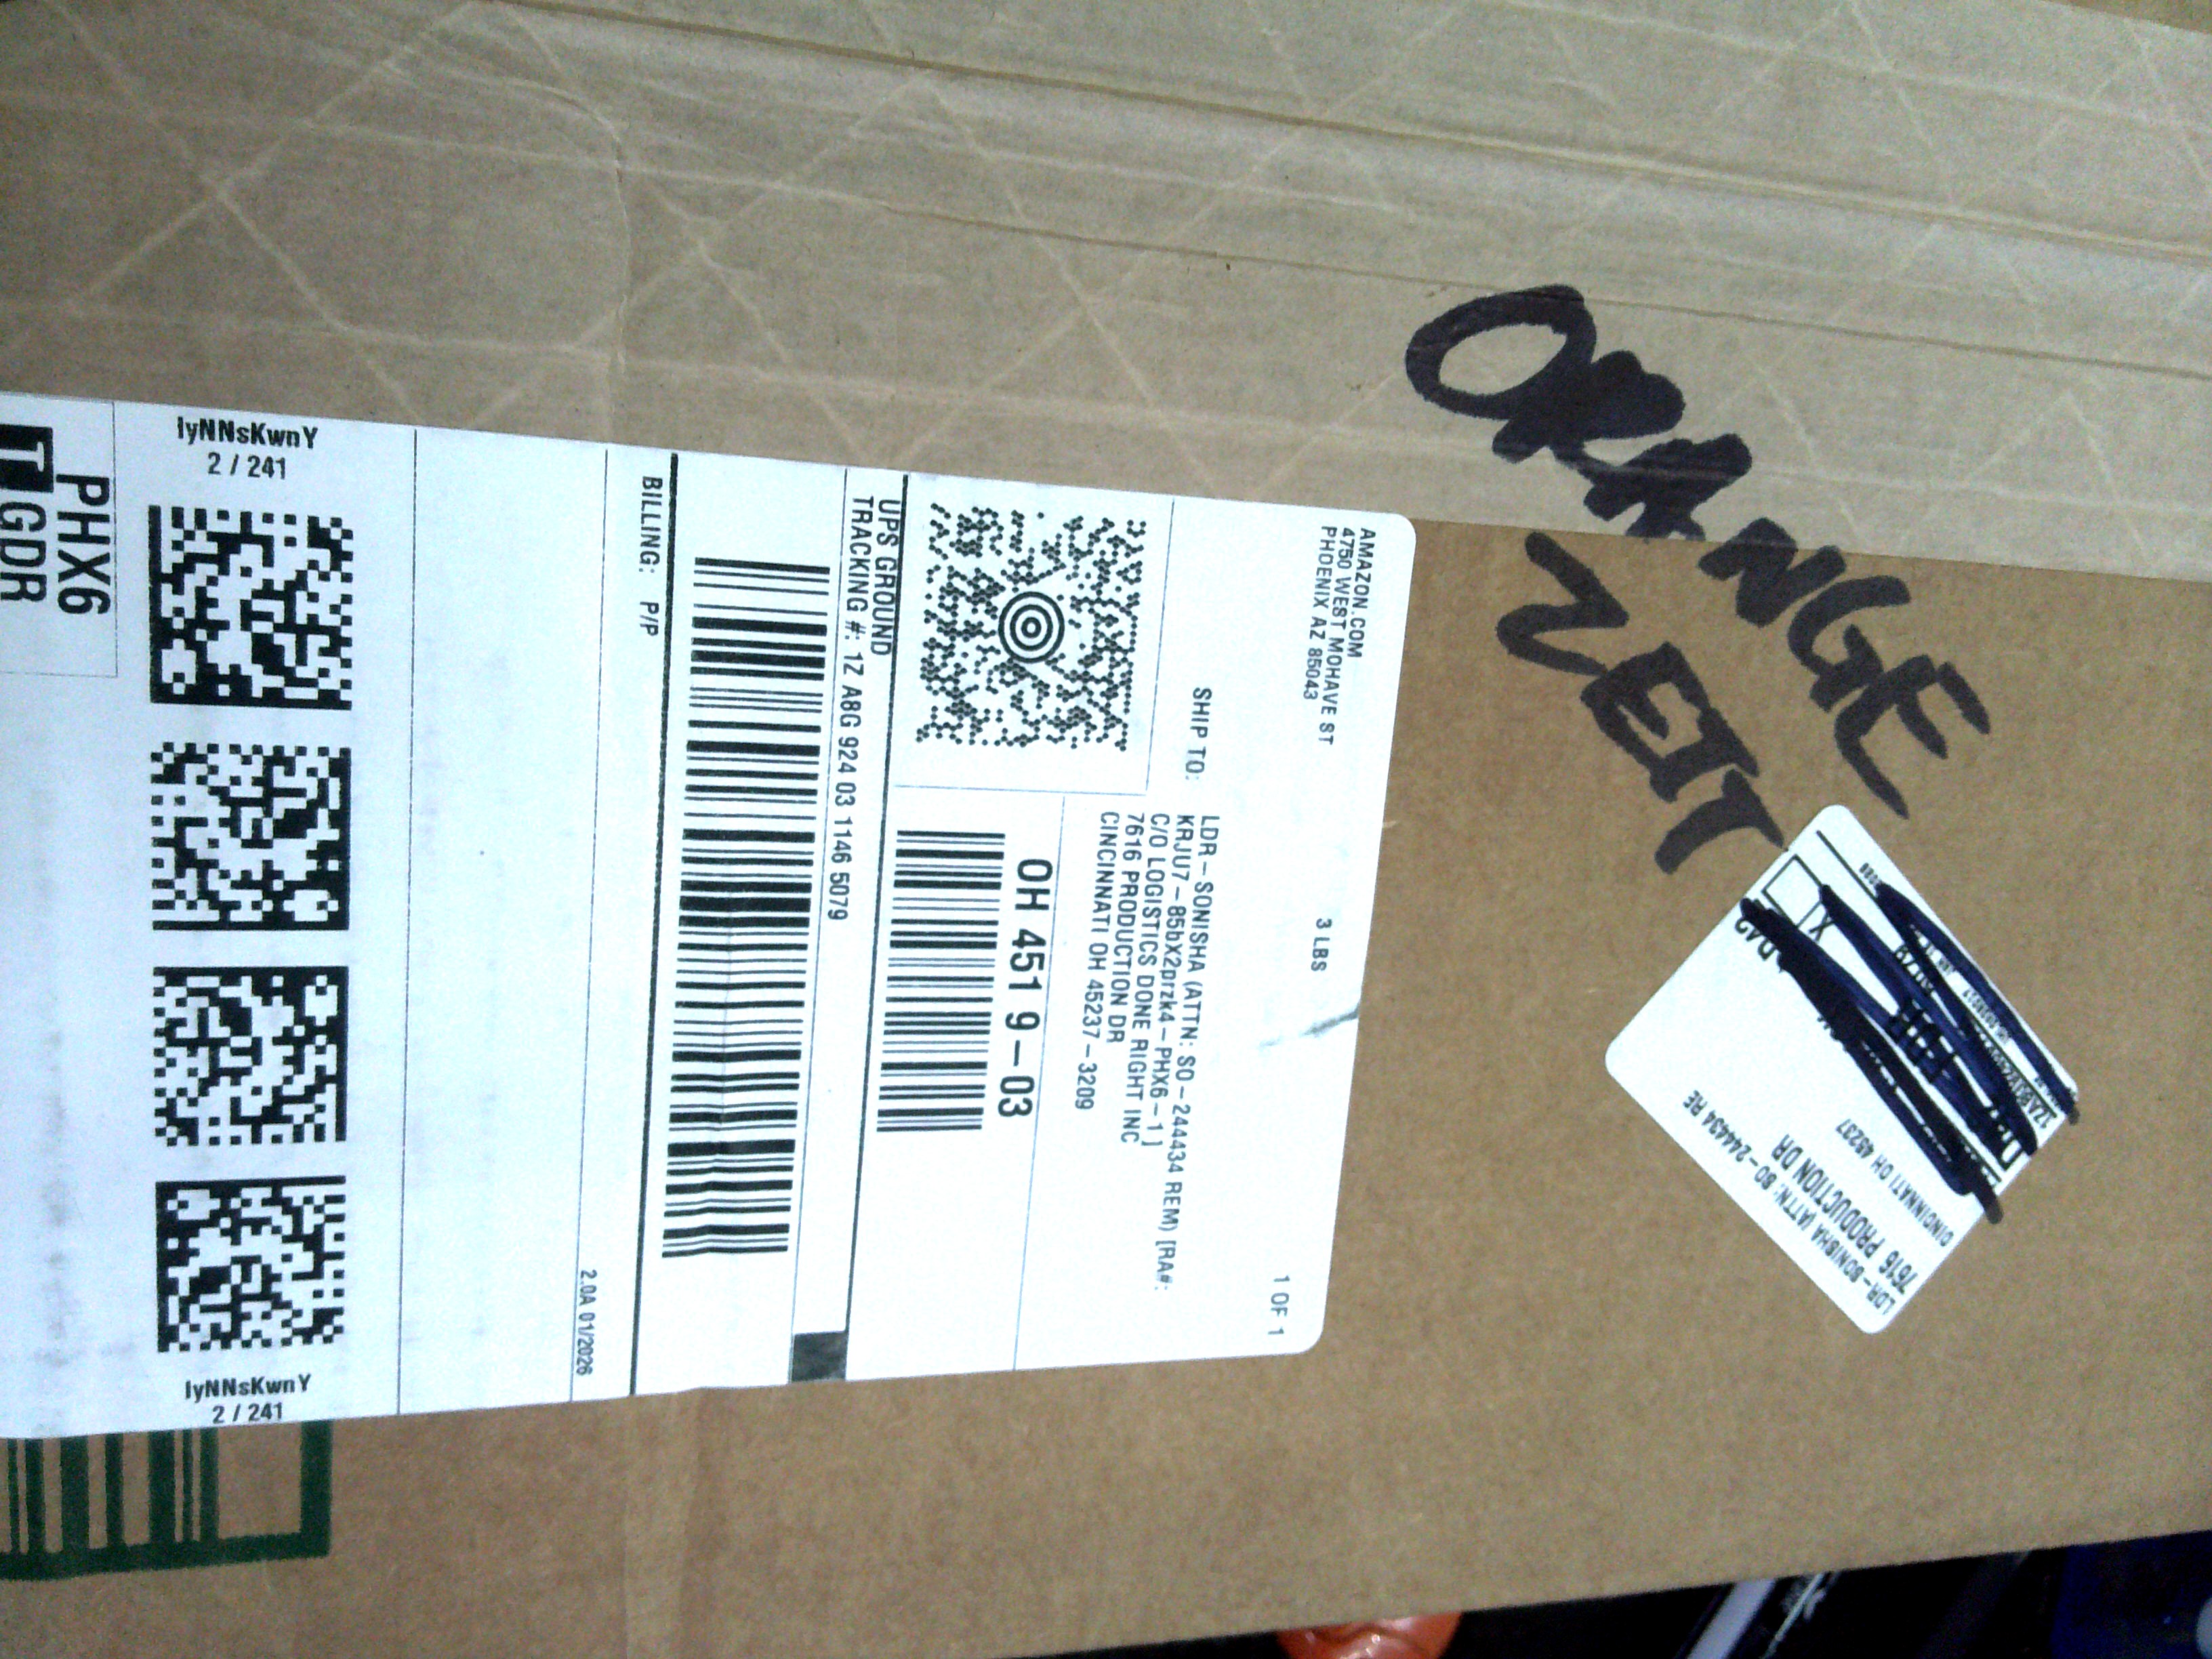 AMAZON.COM
4750 WEST MOHAVE ST
PHOENIX AZ 85043
3 LBS
1 OF 1
SHIP TO:
LDR-SONISHA (ATTN: SO-244434 REM) [RA#:
KRJU7-85bX2przk4-PHX6-1]
C/O LOGISTICS DONE RIGHT INC
7616 PRODUCTION DR
CINCINNATI OH 45237-3209
OH 451 9-03
UPS GROUND
TRACKING #: 1Z A8G 924 03 1146 5079
BILLING: P/P
2.0A 01/2026
lyNNsKwnY
2 / 241
lyNNsKwnY
2 / 241
PHX6
T GDR
ORANGE
ZEIT
LDR-SONISHA (ATTN: SO-244434 RE
7616 PRODUCTION DR
CINCINNATI OH 45237